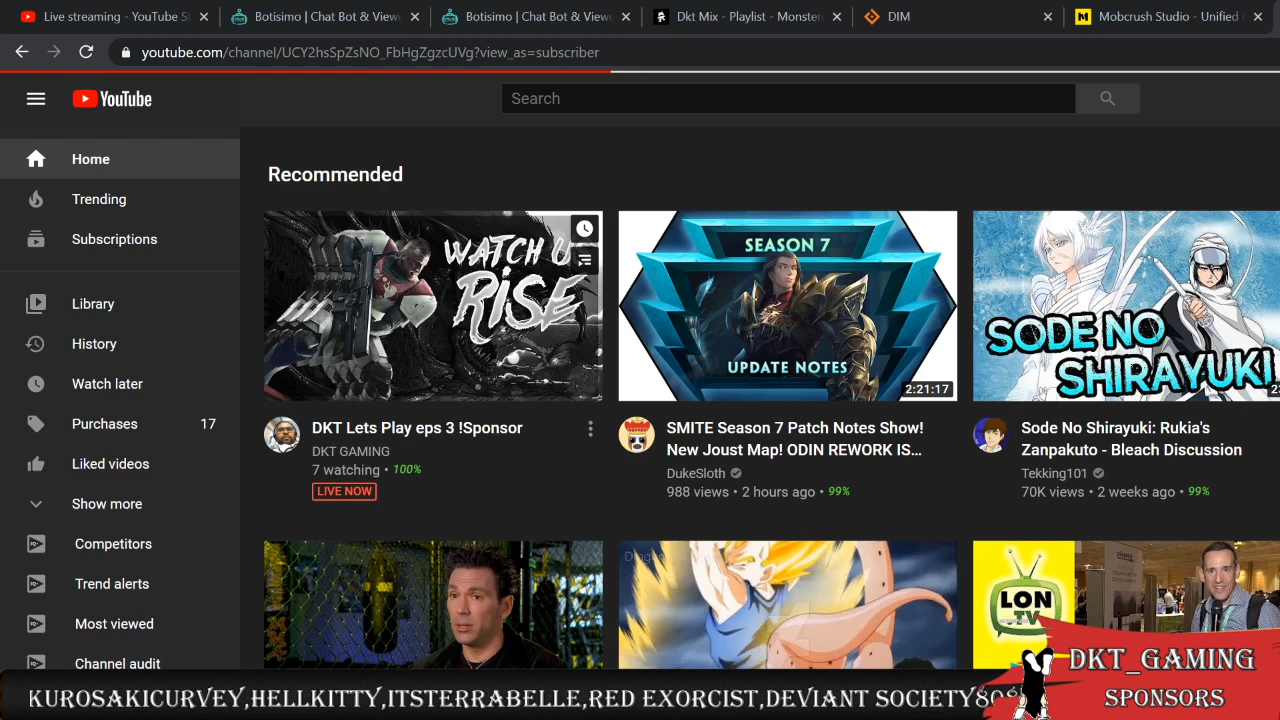 Live streaming - YouTube S
Botisimo | Chat Bot & Viewe
Botisimo | Chat Bot & Viewe
Dkt Mix - Playlist - Monster
DIM
Mobcrush Studio - Unified
youtube.com/channel/UCY2hsSpZsNO_FbHgZgzcUVg?view_as=subscriber
YouTube
Search
Home
Trending
Subscriptions
Library
History
Watch later
Purchases 17
Liked videos
Show more
Competitors
Trend alerts
Most viewed
Channel audit
Recommended
WATCH U
RISE
DKT Lets Play eps 3 !Sponsor
DKT GAMING
7 watching • 100%
LIVE NOW
SEASON 7
UPDATE NOTES
2:21:17
SMITE Season 7 Patch Notes Show!
New Joust Map! ODIN REWORK IS...
DukeSloth
988 views • 2 hours ago • 99%
SODE NO
SHIRAYUKI
Sode No Shirayuki: Rukia's
Zanpakuto - Bleach Discussion
Tekking101
70K views • 2 weeks ago • 99%
LON
TV
KUROSAKICURVEY,HELLKITTY,ITSTERRABELLE,RED EXORCIST,DEVIANT SOCIETY808
DKT_GAMING
SPONSORS